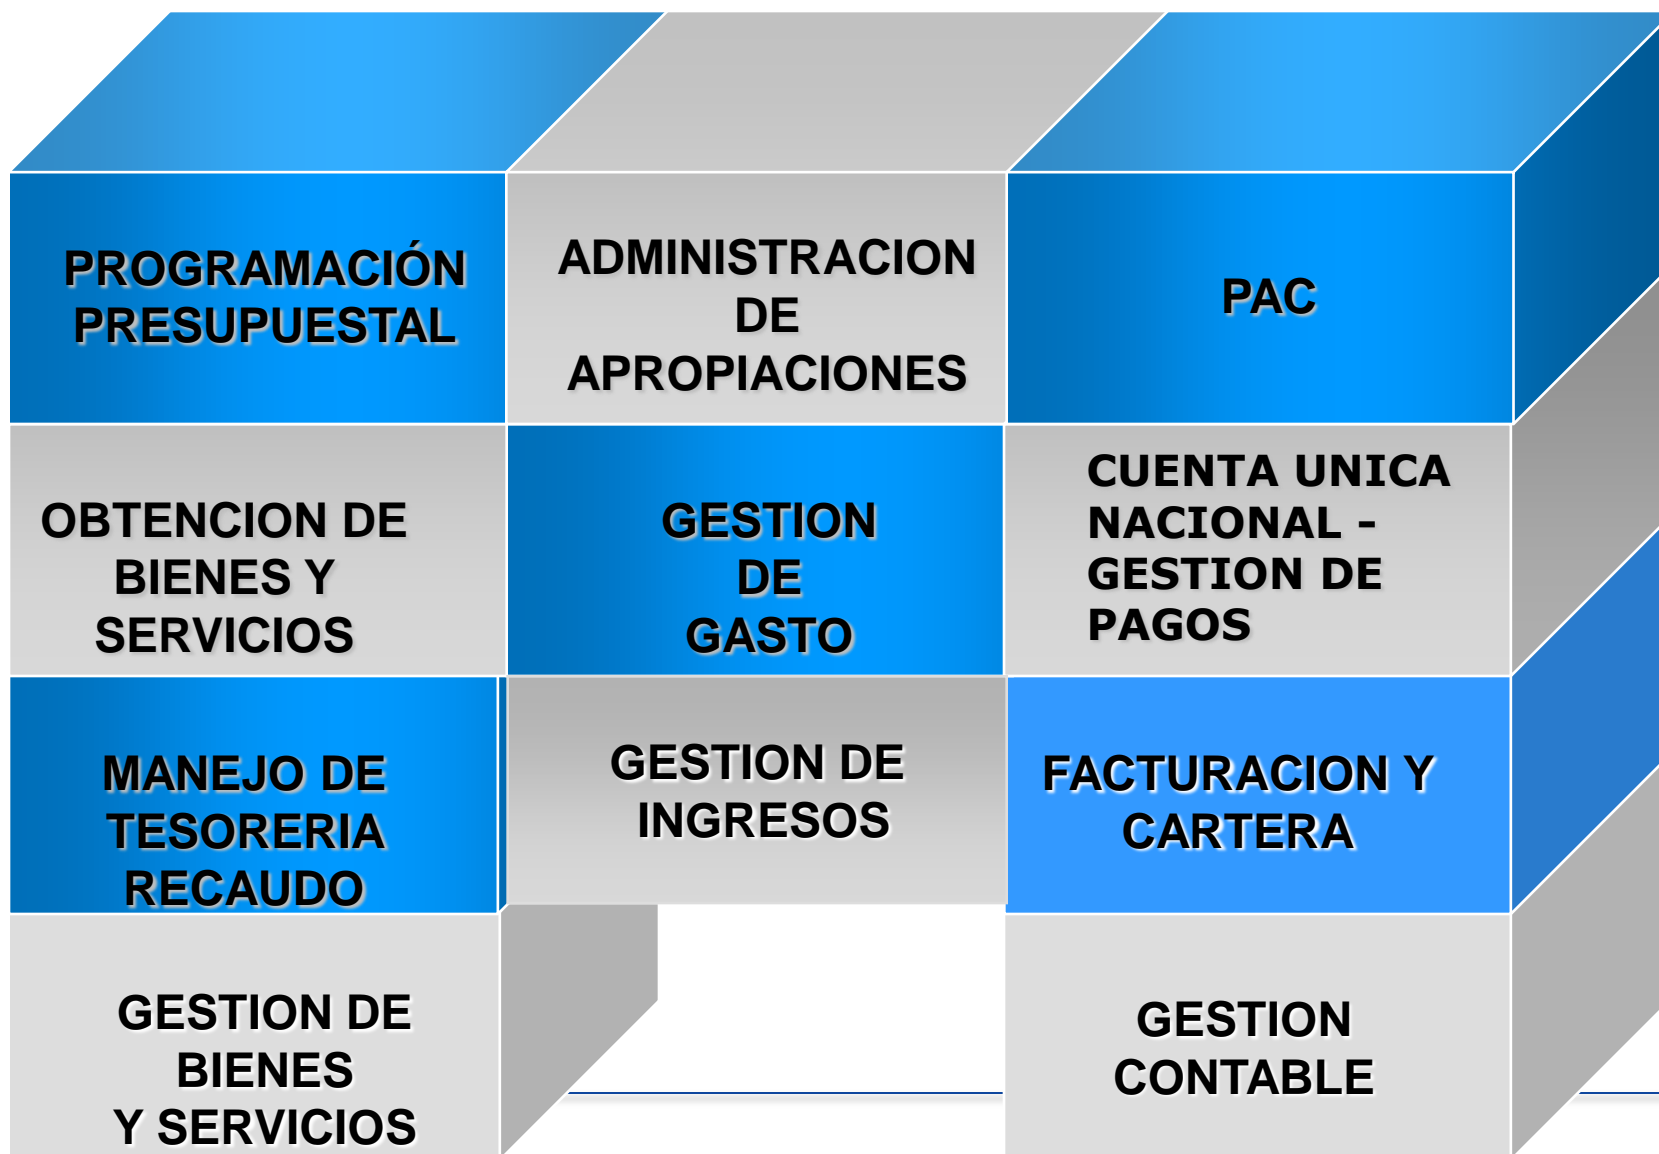 PROGRAMACIÓN
PRESUPUESTAL
ADMINISTRACION
DE
APROPIACIONES
PAC
OBTENCION DE
BIENES Y
SERVICIOS
GESTION
DE
GASTO
CUENTA UNICA
NACIONAL -
GESTION DE
PAGOS
MANEJO DE
TESORERIA
RECAUDO
GESTION DE
INGRESOS
FACTURACION Y
CARTERA
GESTION DE
BIENES
Y SERVICIOS
GESTION
CONTABLE